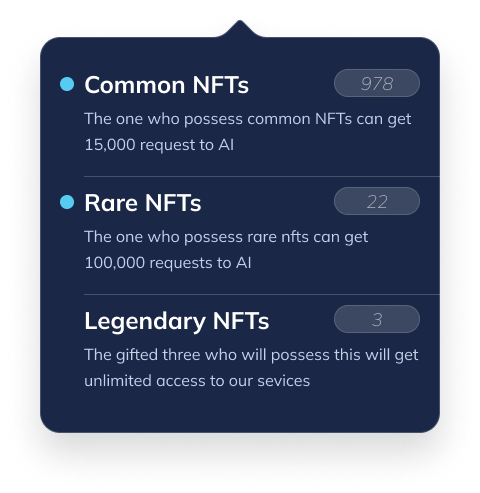 Common NFTs 978
The one who possess common NFTs can get
15,000 request to AI
Rare NFTs 22
The one who possess rare nfts can get
100,000 requests to AI
Legendary NFTs 3
The gifted three who will possess this will get
unlimited access to our sevices